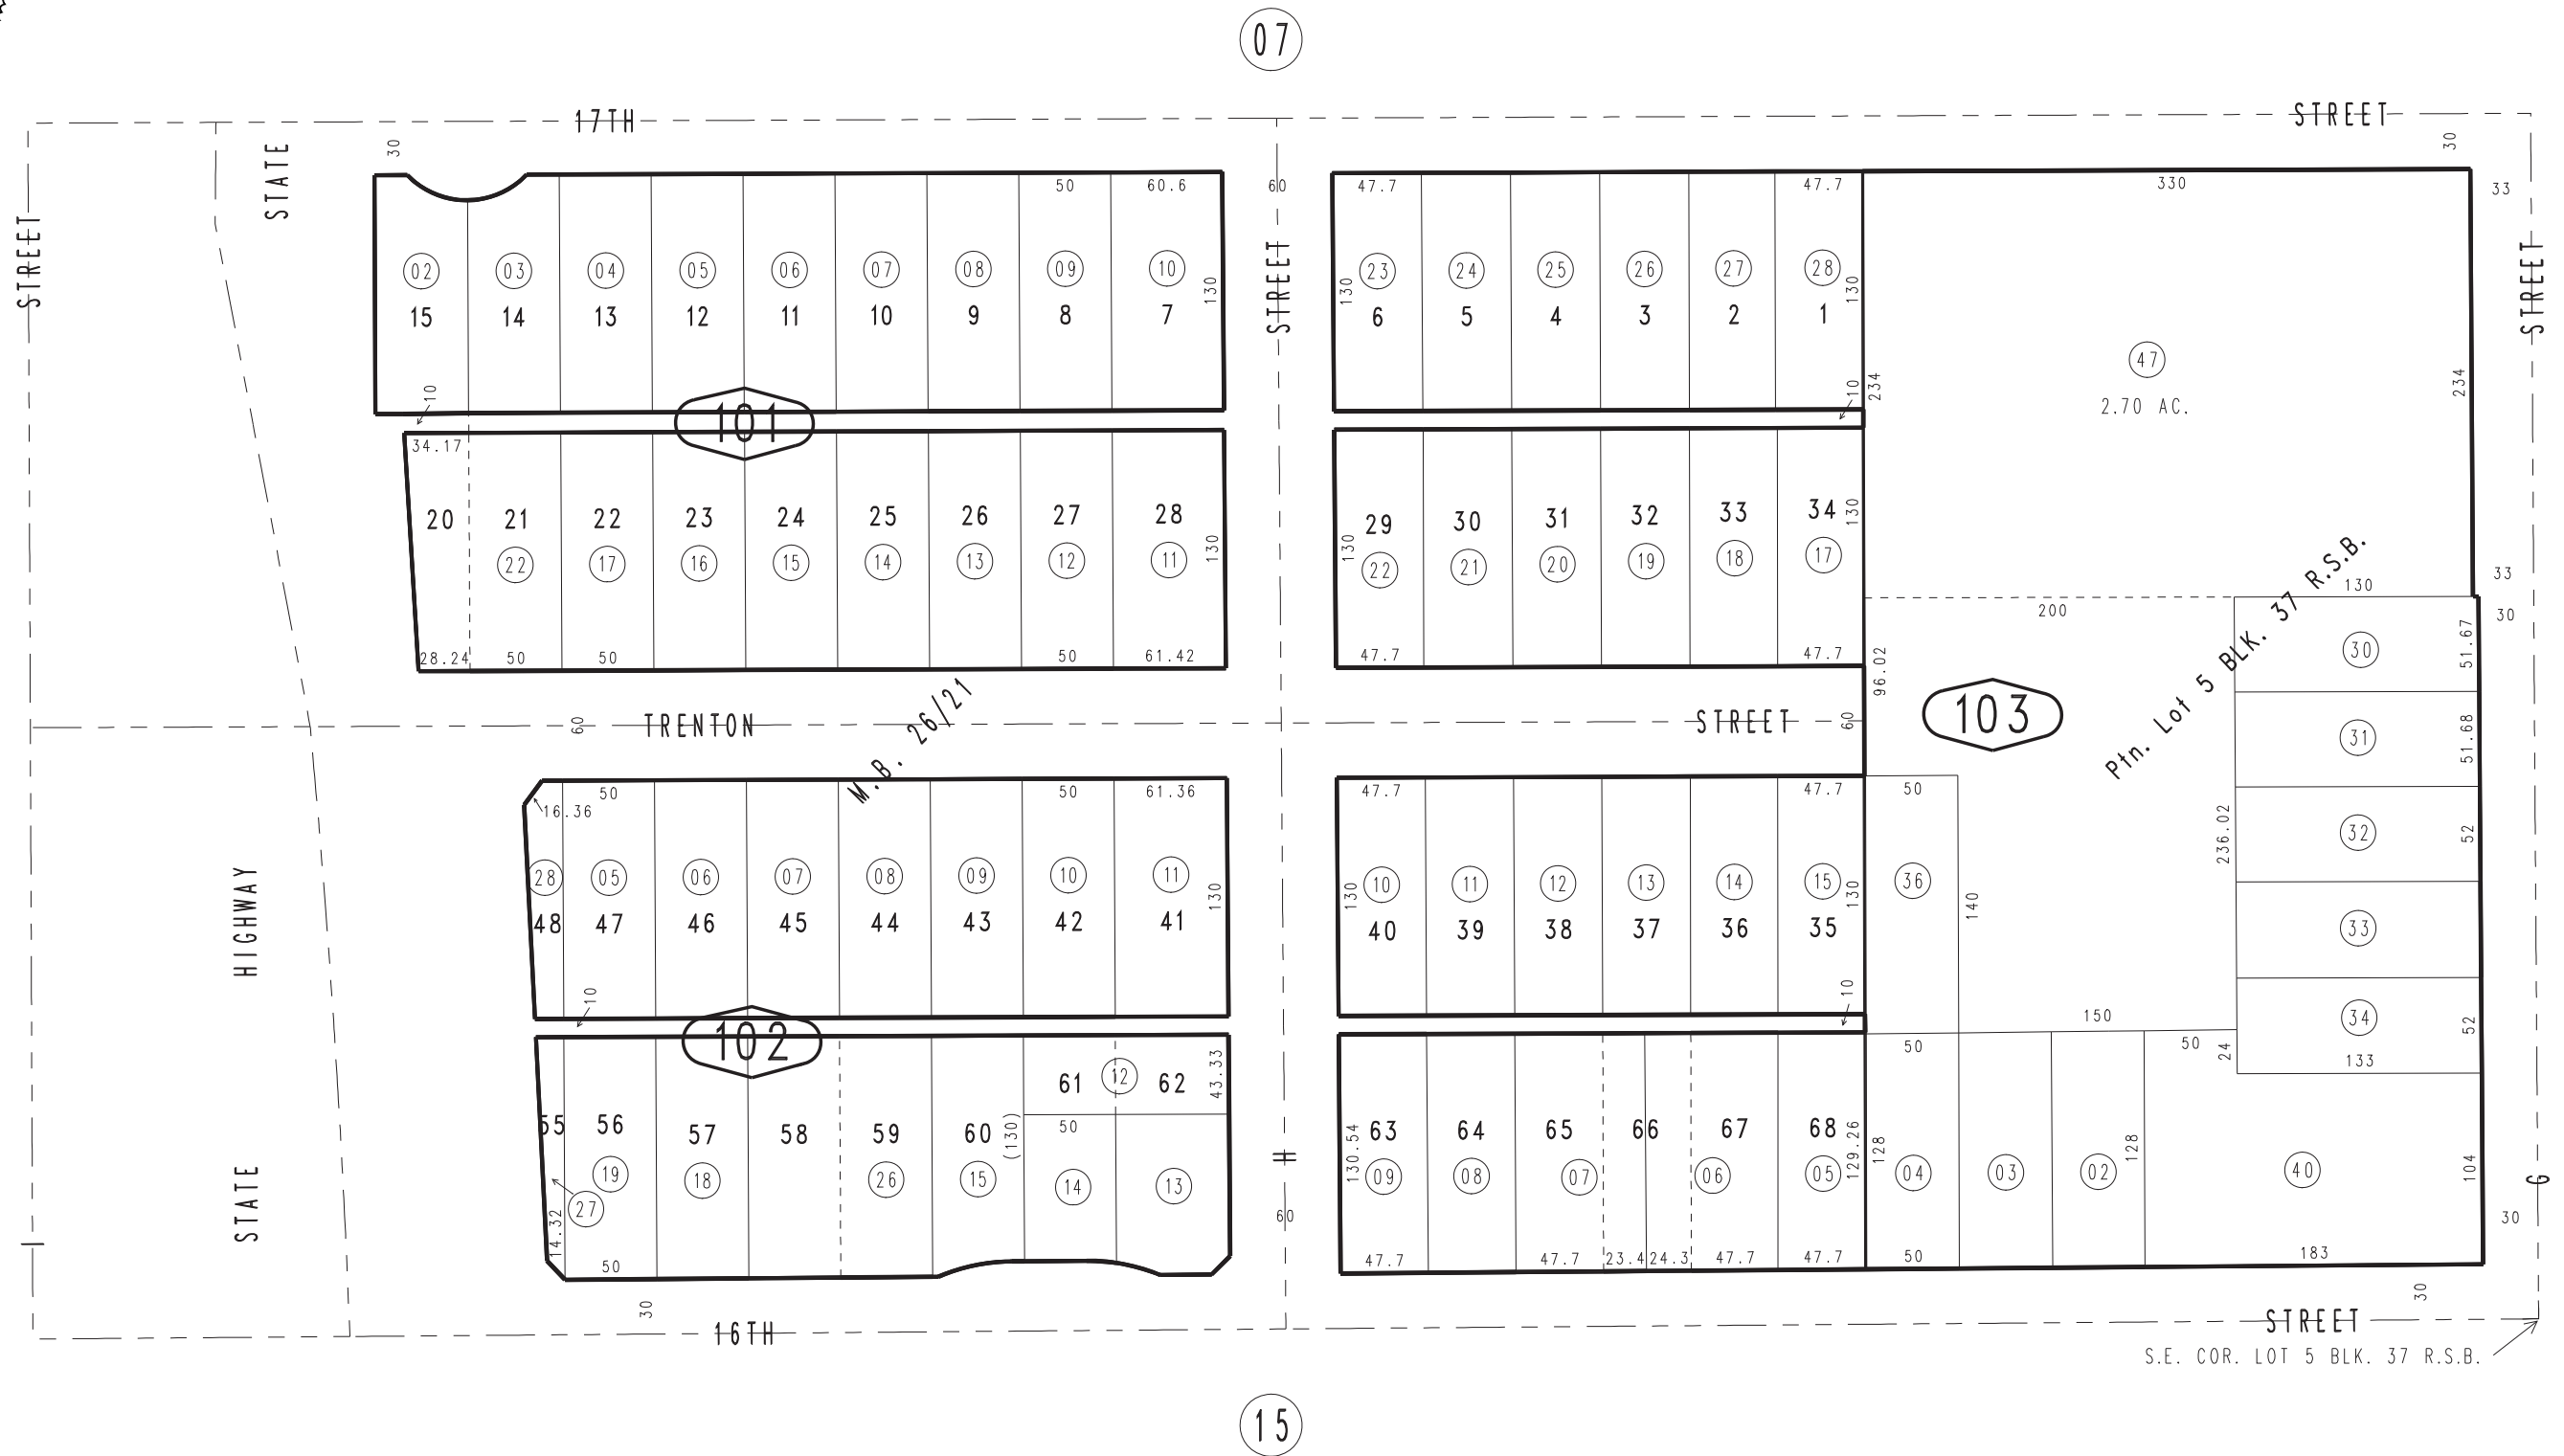 07
17TH STREET
30 30
STATE
STREET
50 60.6 60 47.7 47.7 330 33
STREET
STREET
02 03 04 05 06 07 08 09 10 23 24 25 26 27 28
130 130 130
15 14 13 12 11 10 9 8 7 6 5 4 3 2 1
47
2.70 AC.
10 10 234 234
101
34.17
20 21 22 23 24 25 26 27 28 29 30 31 32 33 34
130 130 130
22 17 16 15 14 13 12 11 22 21 20 19 18 17
28.24 50 50 50 61.42 47.7 47.7
33
130
200
30
Ptn. Lot 5 BLK. 37 R.S.B.
30 51.67
96.02
103
M.B. 26/21
60 TRENTON STREET 60
31 51.68
50 50 61.36 47.7 47.7 50
16.36
236.02
32 52
28 05 06 07 08 09 10 11 10 11 12 13 14 15 36
130 130 130 140
48 47 46 45 44 43 42 41 40 39 38 37 36 35
33
HIGHWAY
10 10
150
34 52
102
50 50 24
133
61 12 62 43.33
55 56 57 58 59 60 (130) 50
130.54 63 64 65 66 67 68 129.26 128 128 104
H
19 18 26 15 14 13 09 08 07 06 05 04 03 02 40
27
14.32
STATE
G
60 30
I
50 47.7 47.7 23.4 24.3 47.7 47.7 50 183
30 30
16TH STREET
S.E. COR. LOT 5 BLK. 37 R.S.B.
15